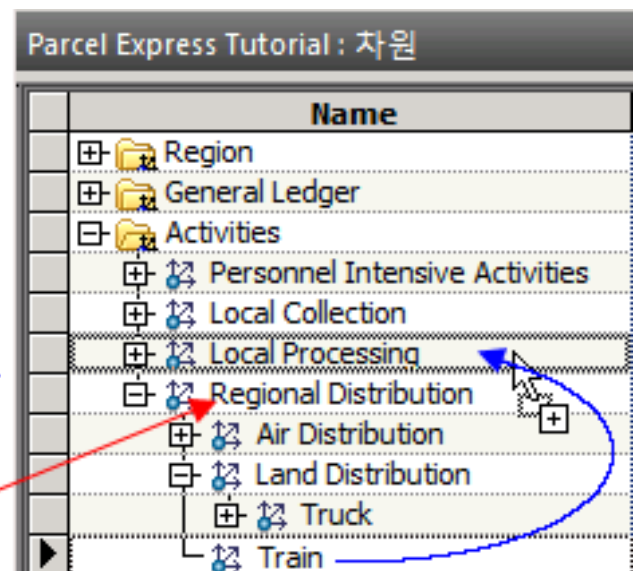 Parcel Express Tutorial : 차원
Name
Region
General Ledger
Activities
Personnel Intensive Activities
Local Collection
Local Processing
Regional Distribution
Air Distribution
Land Distribution
Truck
Train